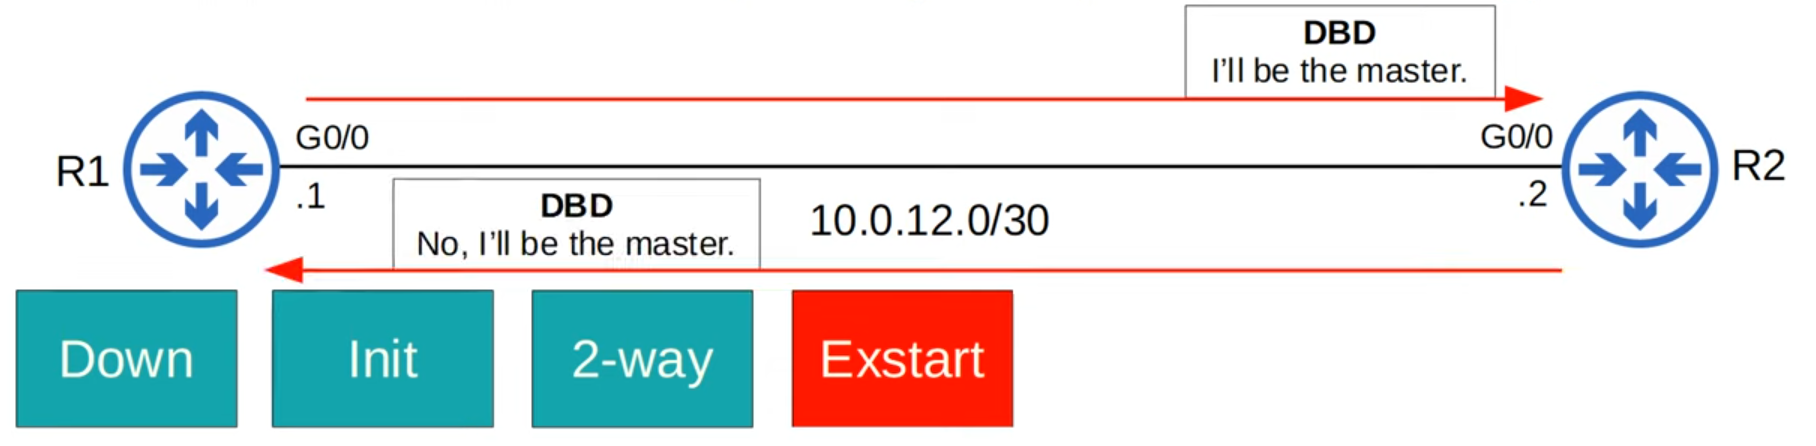 DBD
I'll be the master.
G0/0
G0/0
R1
R2
.1
.2
DBD
No, I'll be the master.
10.0.12.0/30
Down
Init
2-way
Exstart